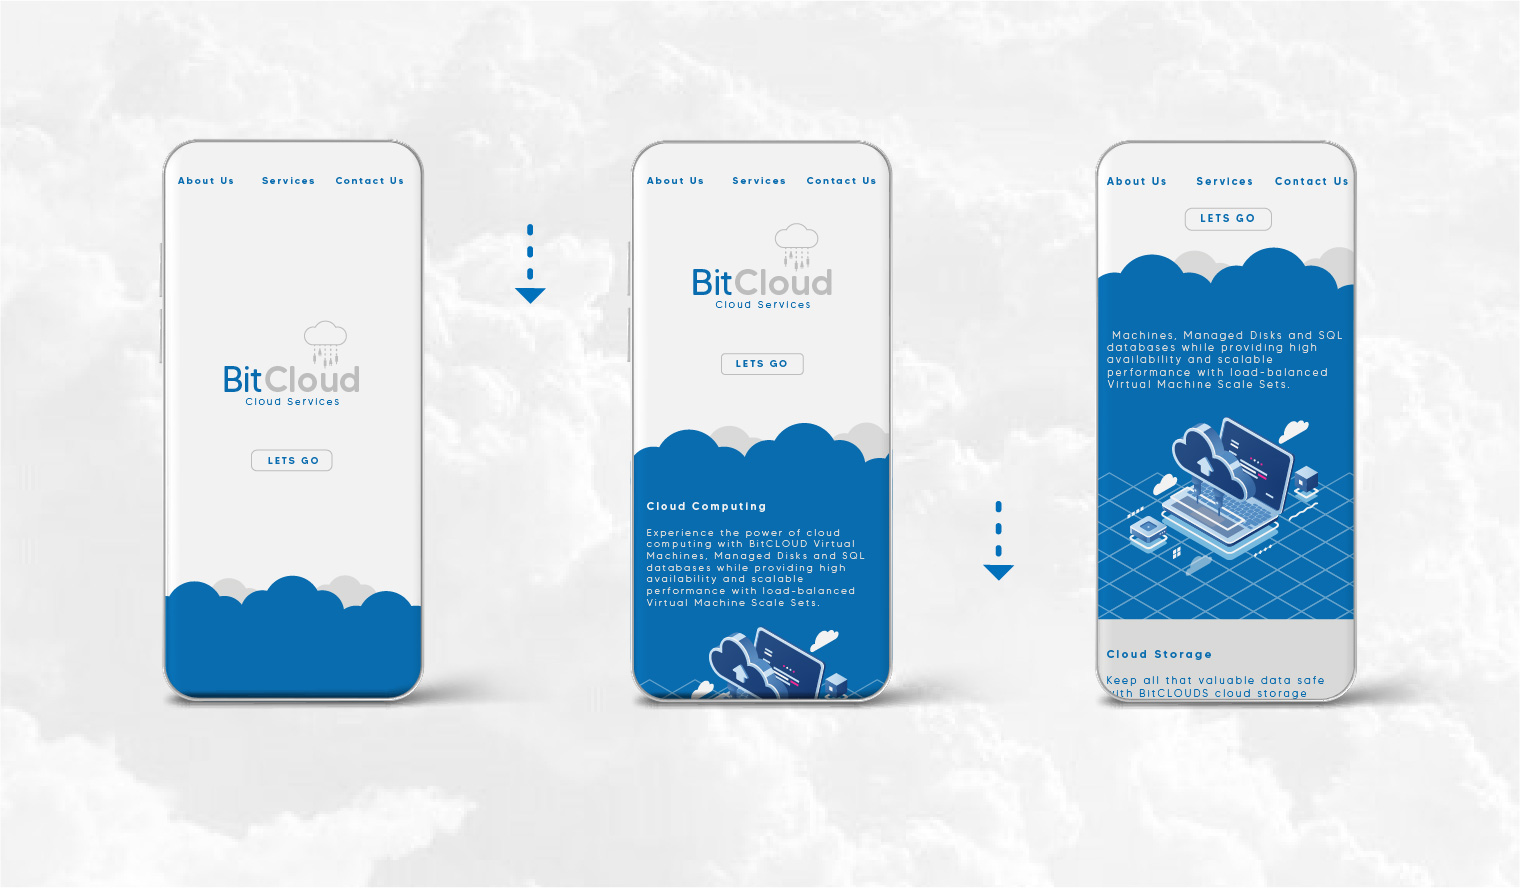 About Us Services Contact Us
BitCloud
Cloud Services
LETS GO
About Us Services Contact Us
BitCloud
Cloud Services
LETS GO
Cloud Computing
Experience the power of cloud
computing with BitCLOUD Virtual
Machines, Managed Disks and SQL
databases while providing high
availability and scalable
performance with load-balanced
Virtual Machine Scale Sets.
About Us Services Contact Us
LETS GO
Machines, Managed Disks and SQL
databases while providing high
availability and scalable
performance with load-balanced
Virtual Machine Scale Sets.
Cloud Storage
Keep all that valuable data safe
with BitCLOUDS cloud storage